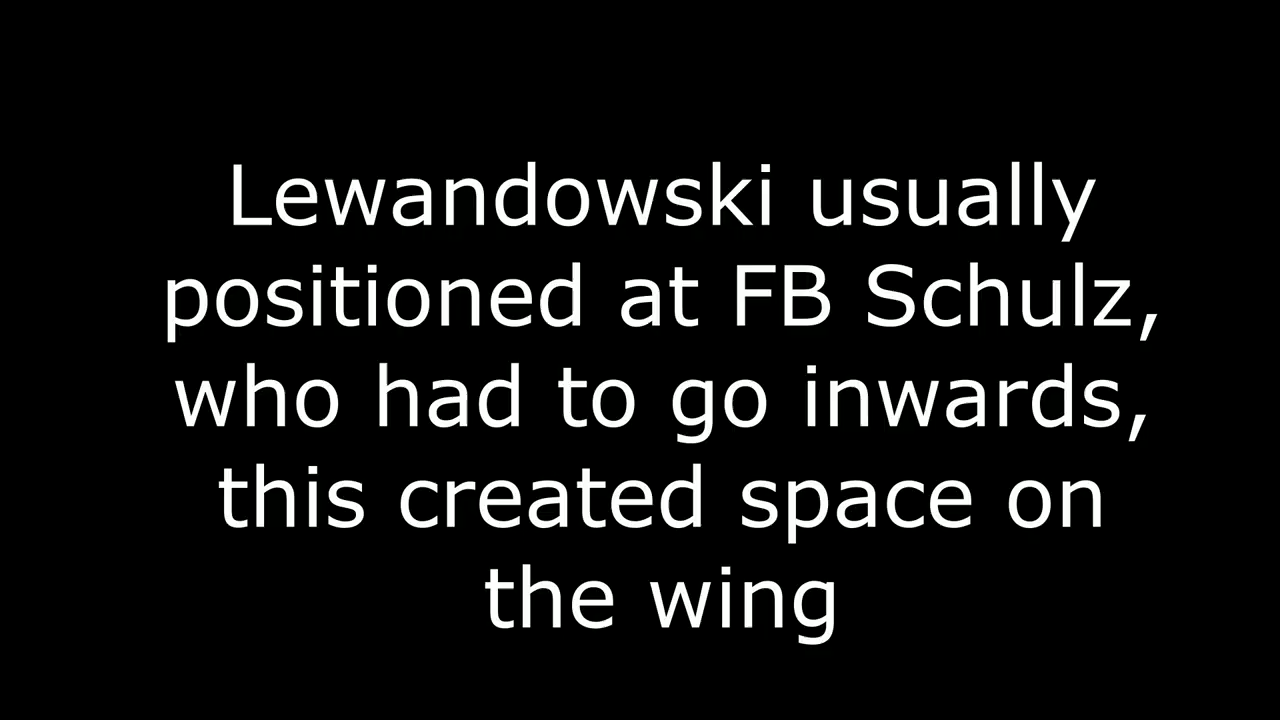 Lewandowski usually
positioned at FB Schulz,
who had to go inwards,
this created space on
the wing